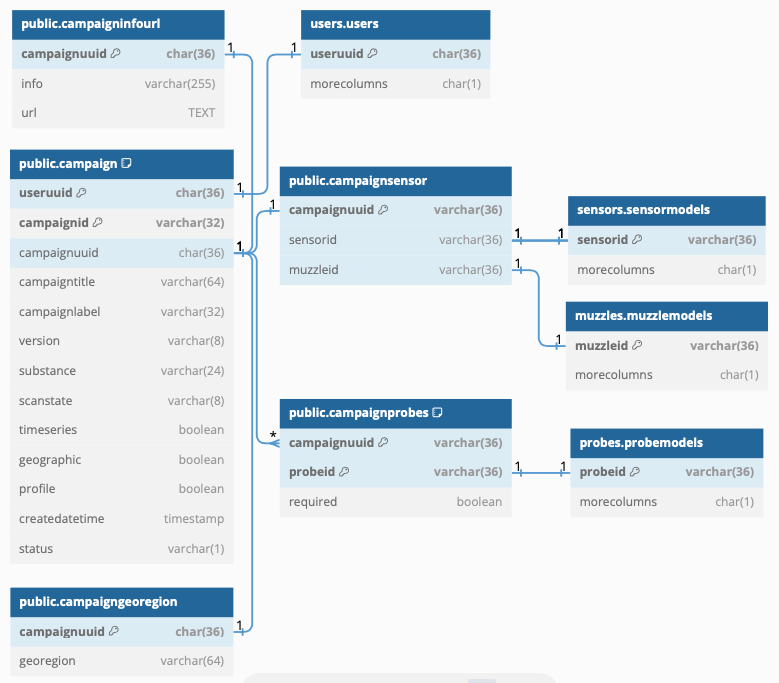 public.campaigninfourl
campaignuuid char(36)
info varchar(255)
url TEXT
users.users
useruuid char(36)
morecolumns char(1)
public.campaign
useruuid char(36)
campaignid varchar(32)
campaignuuid char(36)
campaigntitle varchar(64)
campaignlabel varchar(32)
version varchar(8)
substance varchar(24)
scanstate varchar(8)
timeseries boolean
geographic boolean
profile boolean
createdatetime timestamp
status varchar(1)
public.campaignsensor
campaignuuid varchar(36)
sensorid varchar(36)
muzzleid varchar(36)
sensors.sensormodels
sensorid varchar(36)
morecolumns char(1)
muzzles.muzzlemodels
muzzleid varchar(36)
morecolumns char(1)
public.campaignprobes
campaignuuid varchar(36)
probeid varchar(36)
required boolean
probes.probemodels
probeid varchar(36)
morecolumns char(1)
public.campaigngeoregion
campaignuuid char(36)
georegion varchar(64)
1
1
1
1
1
*
1
1
1
1
1
1
1